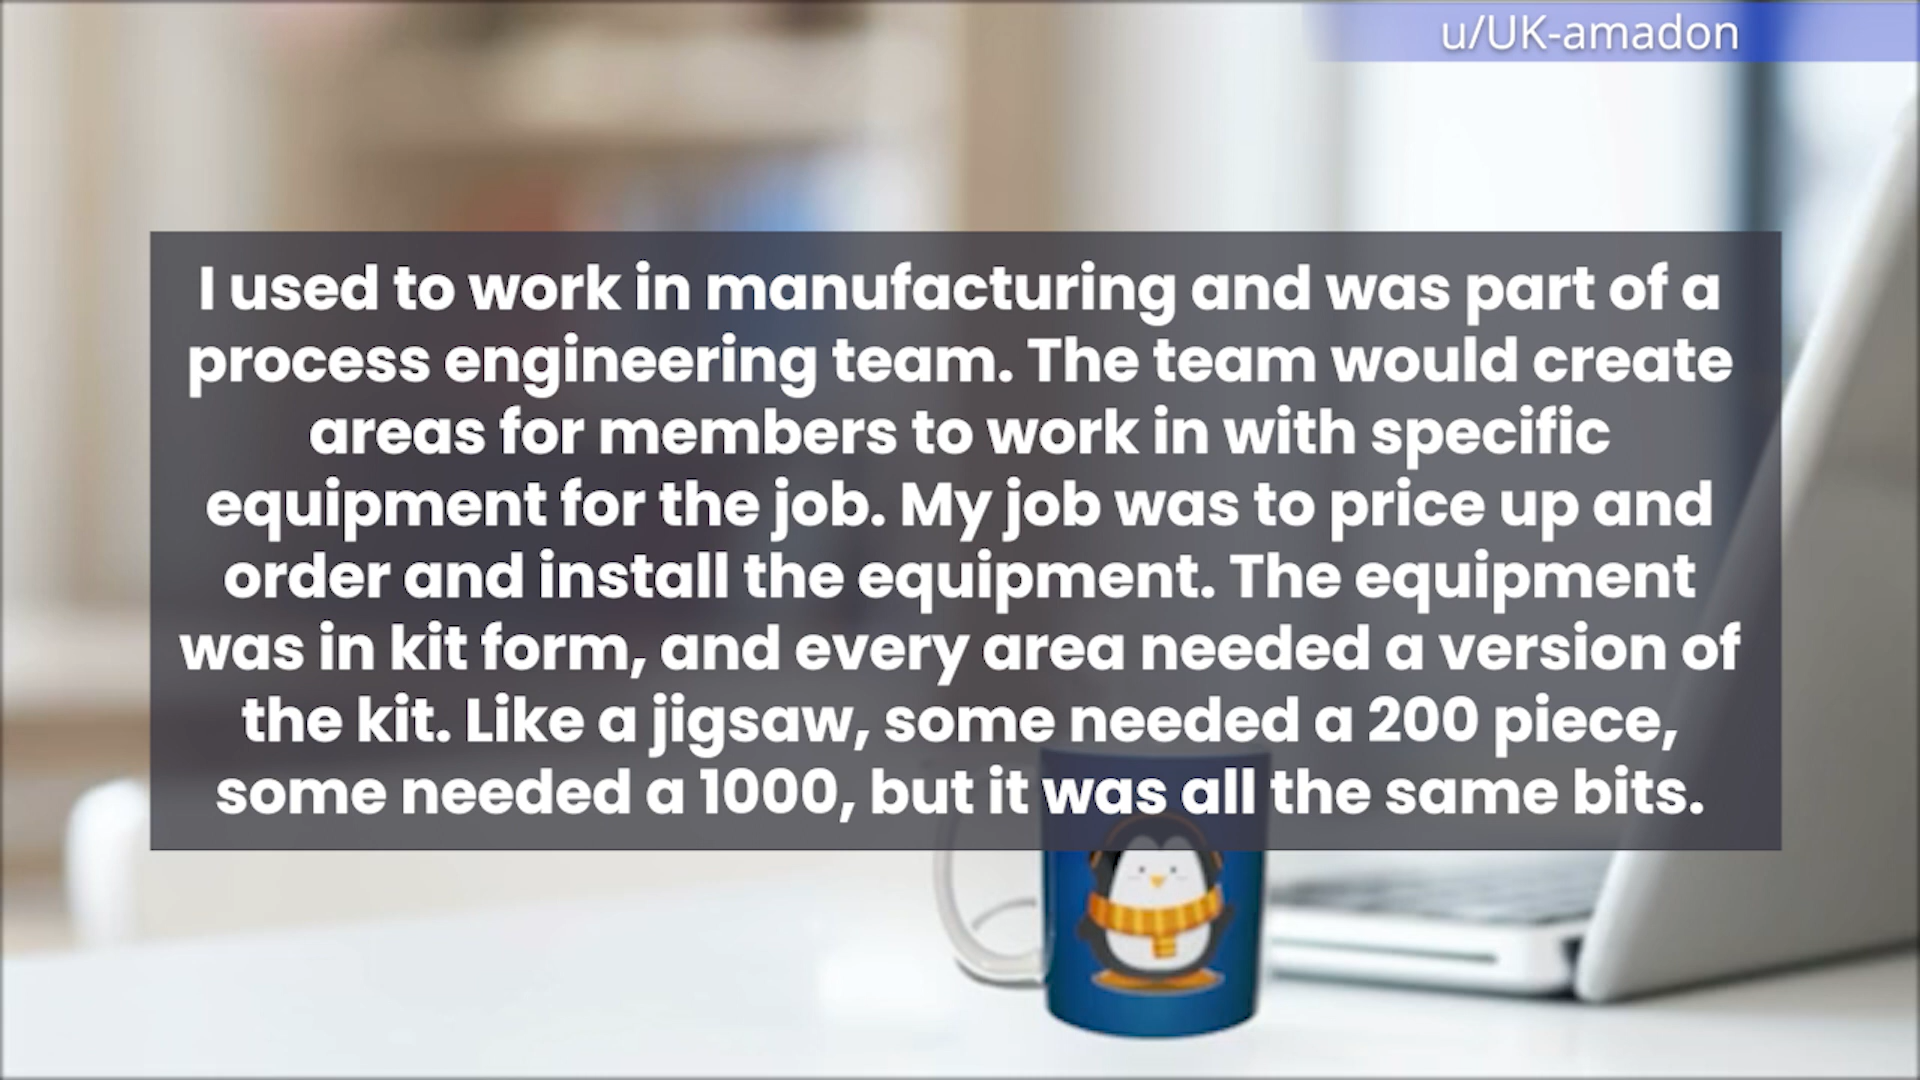 u/UK-amadon
I used to work in manufacturing and was part of a
process engineering team. The team would create
areas for members to work in with specific
equipment for the job. My job was to price up and
order and install the equipment. The equipment
was in kit form, and every area needed a version of
the kit. Like a jigsaw, some needed a 200 piece,
some needed a 1000, but it was all the same bits.